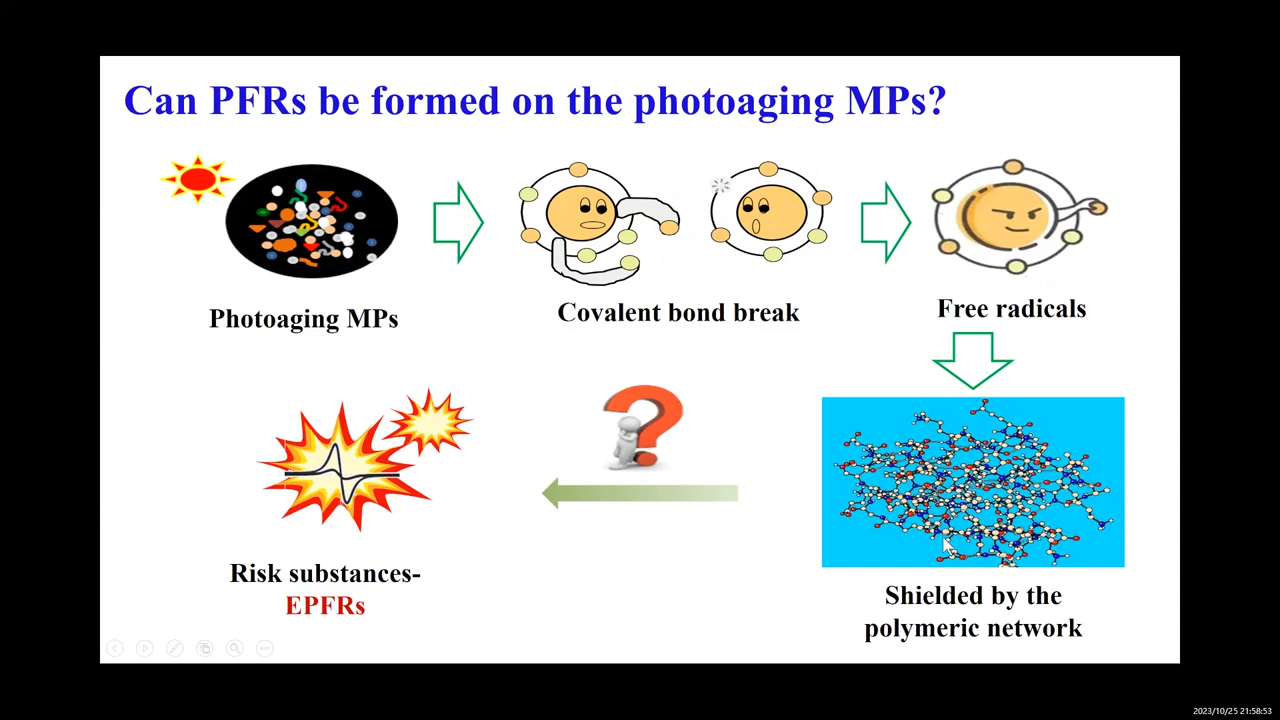 Can PFRs be formed on the photoaging MPs?
Photoaging MPs
Covalent bond break
Free radicals
Shielded by the
polymeric network
Risk substances-
EPFRs
2023/10/25 21:58:53